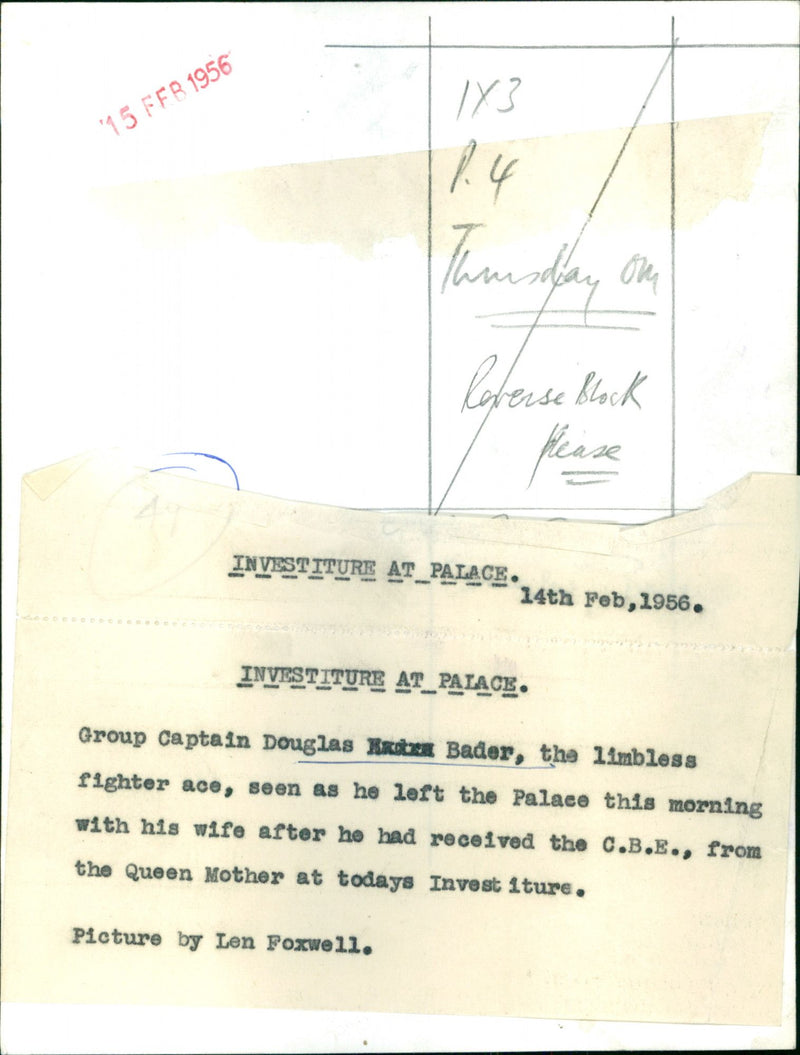 15 FEB 1956
1X3
P. 4
Thursday
Reverse Block
Please
44
INVESTITURE AT PALACE.
14th Feb,1956.
INVESTITURE AT PALACE.
Group Captain Douglas Bader, the limbless
fighter ace, seen as he left the Palace this morning
with his wife after he had received the C.B.E., from
the Queen Mother at todays Investiture.
Picture by Len Foxwell.